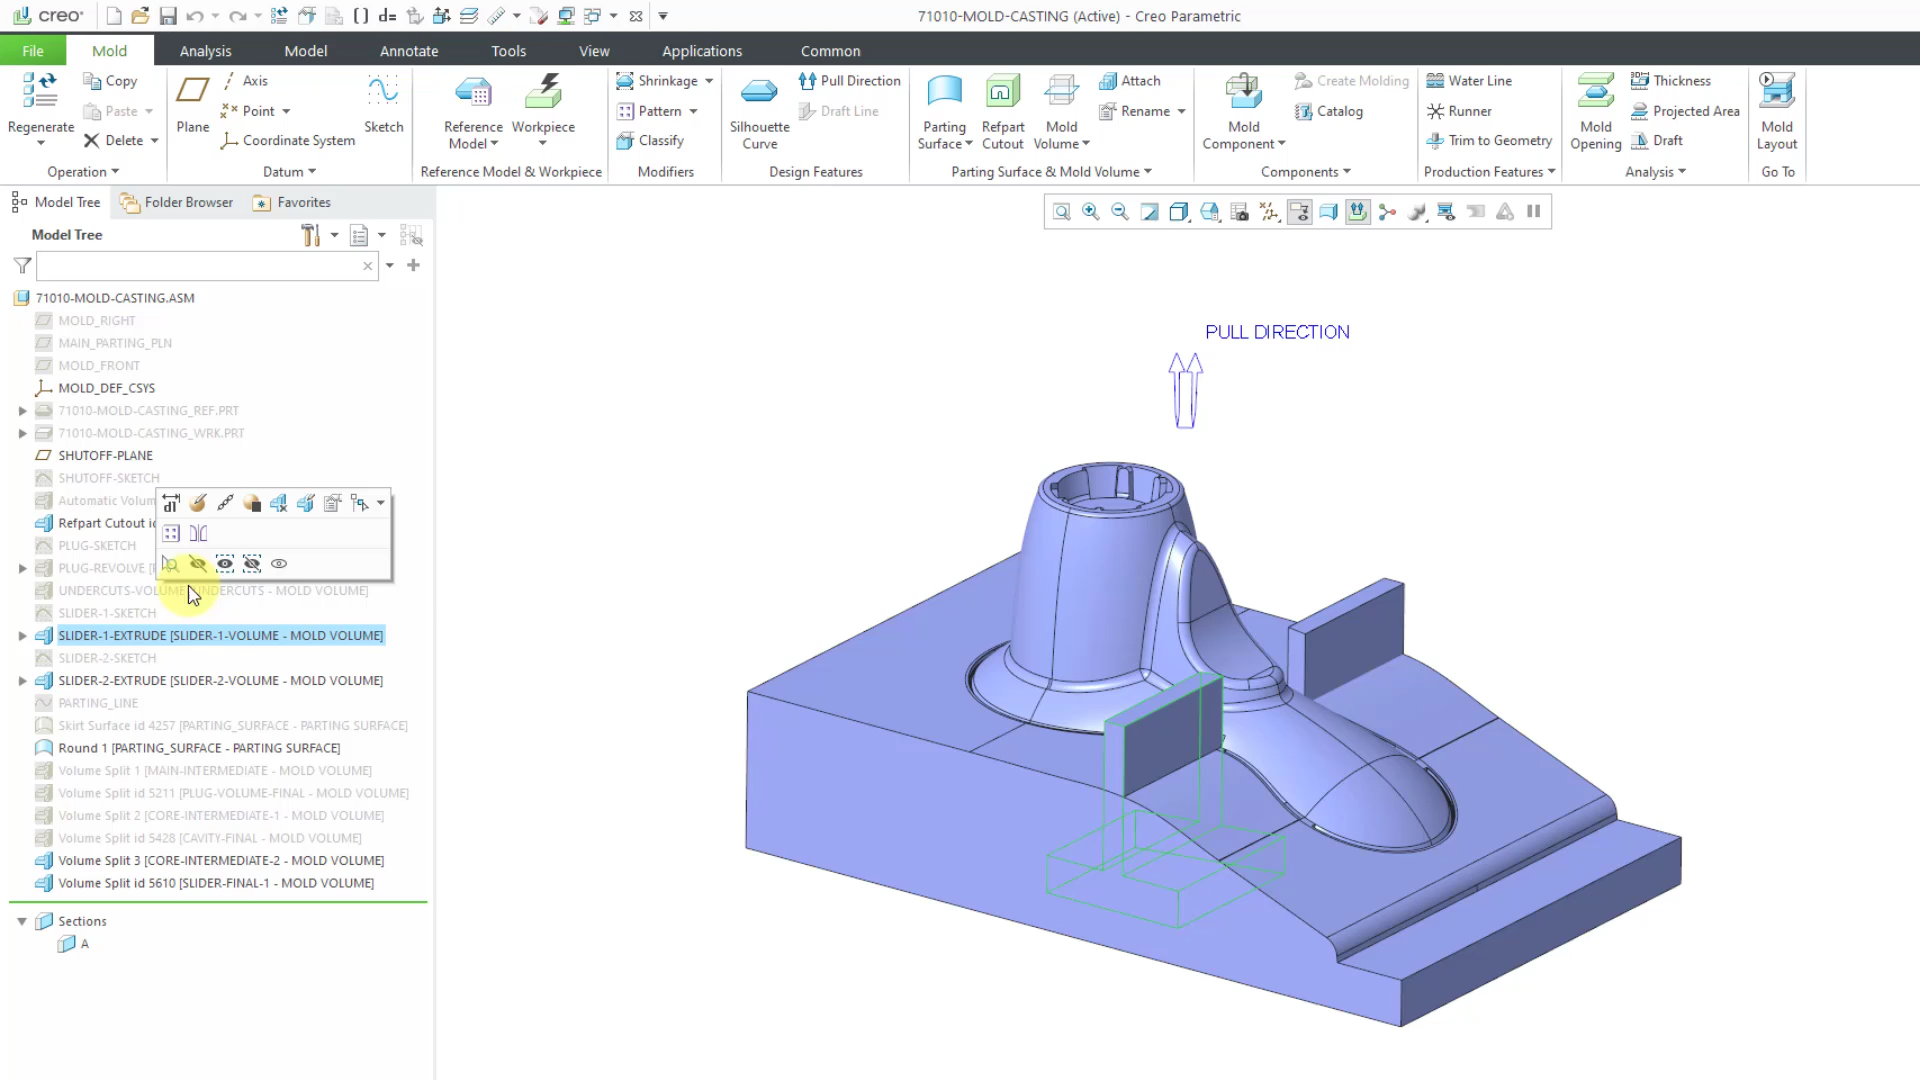 creo
71010-MOLD-CASTING (Active) - Creo Parametric
File
Mold
Analysis
Model
Annotate
Tools
View
Applications
Common
Regenerate
Copy
Paste
Delete
Operation
Plane
Axis
Point
Coordinate System
Sketch
Datum
Reference Model
Workpiece
Reference Model & Workpiece
Shrinkage
Pattern
Classify
Modifiers
Silhouette Curve
Pull Direction
Draft Line
Design Features
Parting Surface
Refpart Cutout
Mold Volume
Attach
Rename
Parting Surface & Mold Volume
Mold Component
Create Molding
Catalog
Components
Water Line
Runner
Trim to Geometry
Production Features
Mold Opening
Thickness
Projected Area
Draft
Analysis
Mold Layout
Go To
Model Tree
Folder Browser
Favorites
Model Tree
71010-MOLD-CASTING.ASM
MOLD_RIGHT
MAIN_PARTING_PLN
MOLD_FRONT
MOLD_DEF_CSYS
71010-MOLD-CASTING_REF.PRT
71010-MOLD-CASTING_WRK.PRT
SHUTOFF-PLANE
SHUTOFF-SKETCH
Automatic Volum
Refpart Cutout
PLUG-SKETCH
PLUG-REVOLVE
UNDERCUTS-VOLUME UNDERCUTS - MOLD VOLUME]
SLIDER-1-SKETCH
SLIDER-1-EXTRUDE [SLIDER-1-VOLUME - MOLD VOLUME]
SLIDER-2-SKETCH
SLIDER-2-EXTRUDE [SLIDER-2-VOLUME - MOLD VOLUME]
PARTING_LINE
Skirt Surface id 4257 [PARTING_SURFACE - PARTING SURFACE]
Round 1 [PARTING_SURFACE - PARTING SURFACE]
Volume Split 1 [MAIN-INTERMEDIATE - MOLD VOLUME]
Volume Split id 5211 [PLUG-VOLUME-FINAL - MOLD VOLUME]
Volume Split 2 [CORE-INTERMEDIATE-1 - MOLD VOLUME]
Volume Split id 5428 [CAVITY-FINAL - MOLD VOLUME]
Volume Split 3 [CORE-INTERMEDIATE-2 - MOLD VOLUME]
Volume Split id 5610 [SLIDER-FINAL-1 - MOLD VOLUME]
Sections
A
PULL DIRECTION